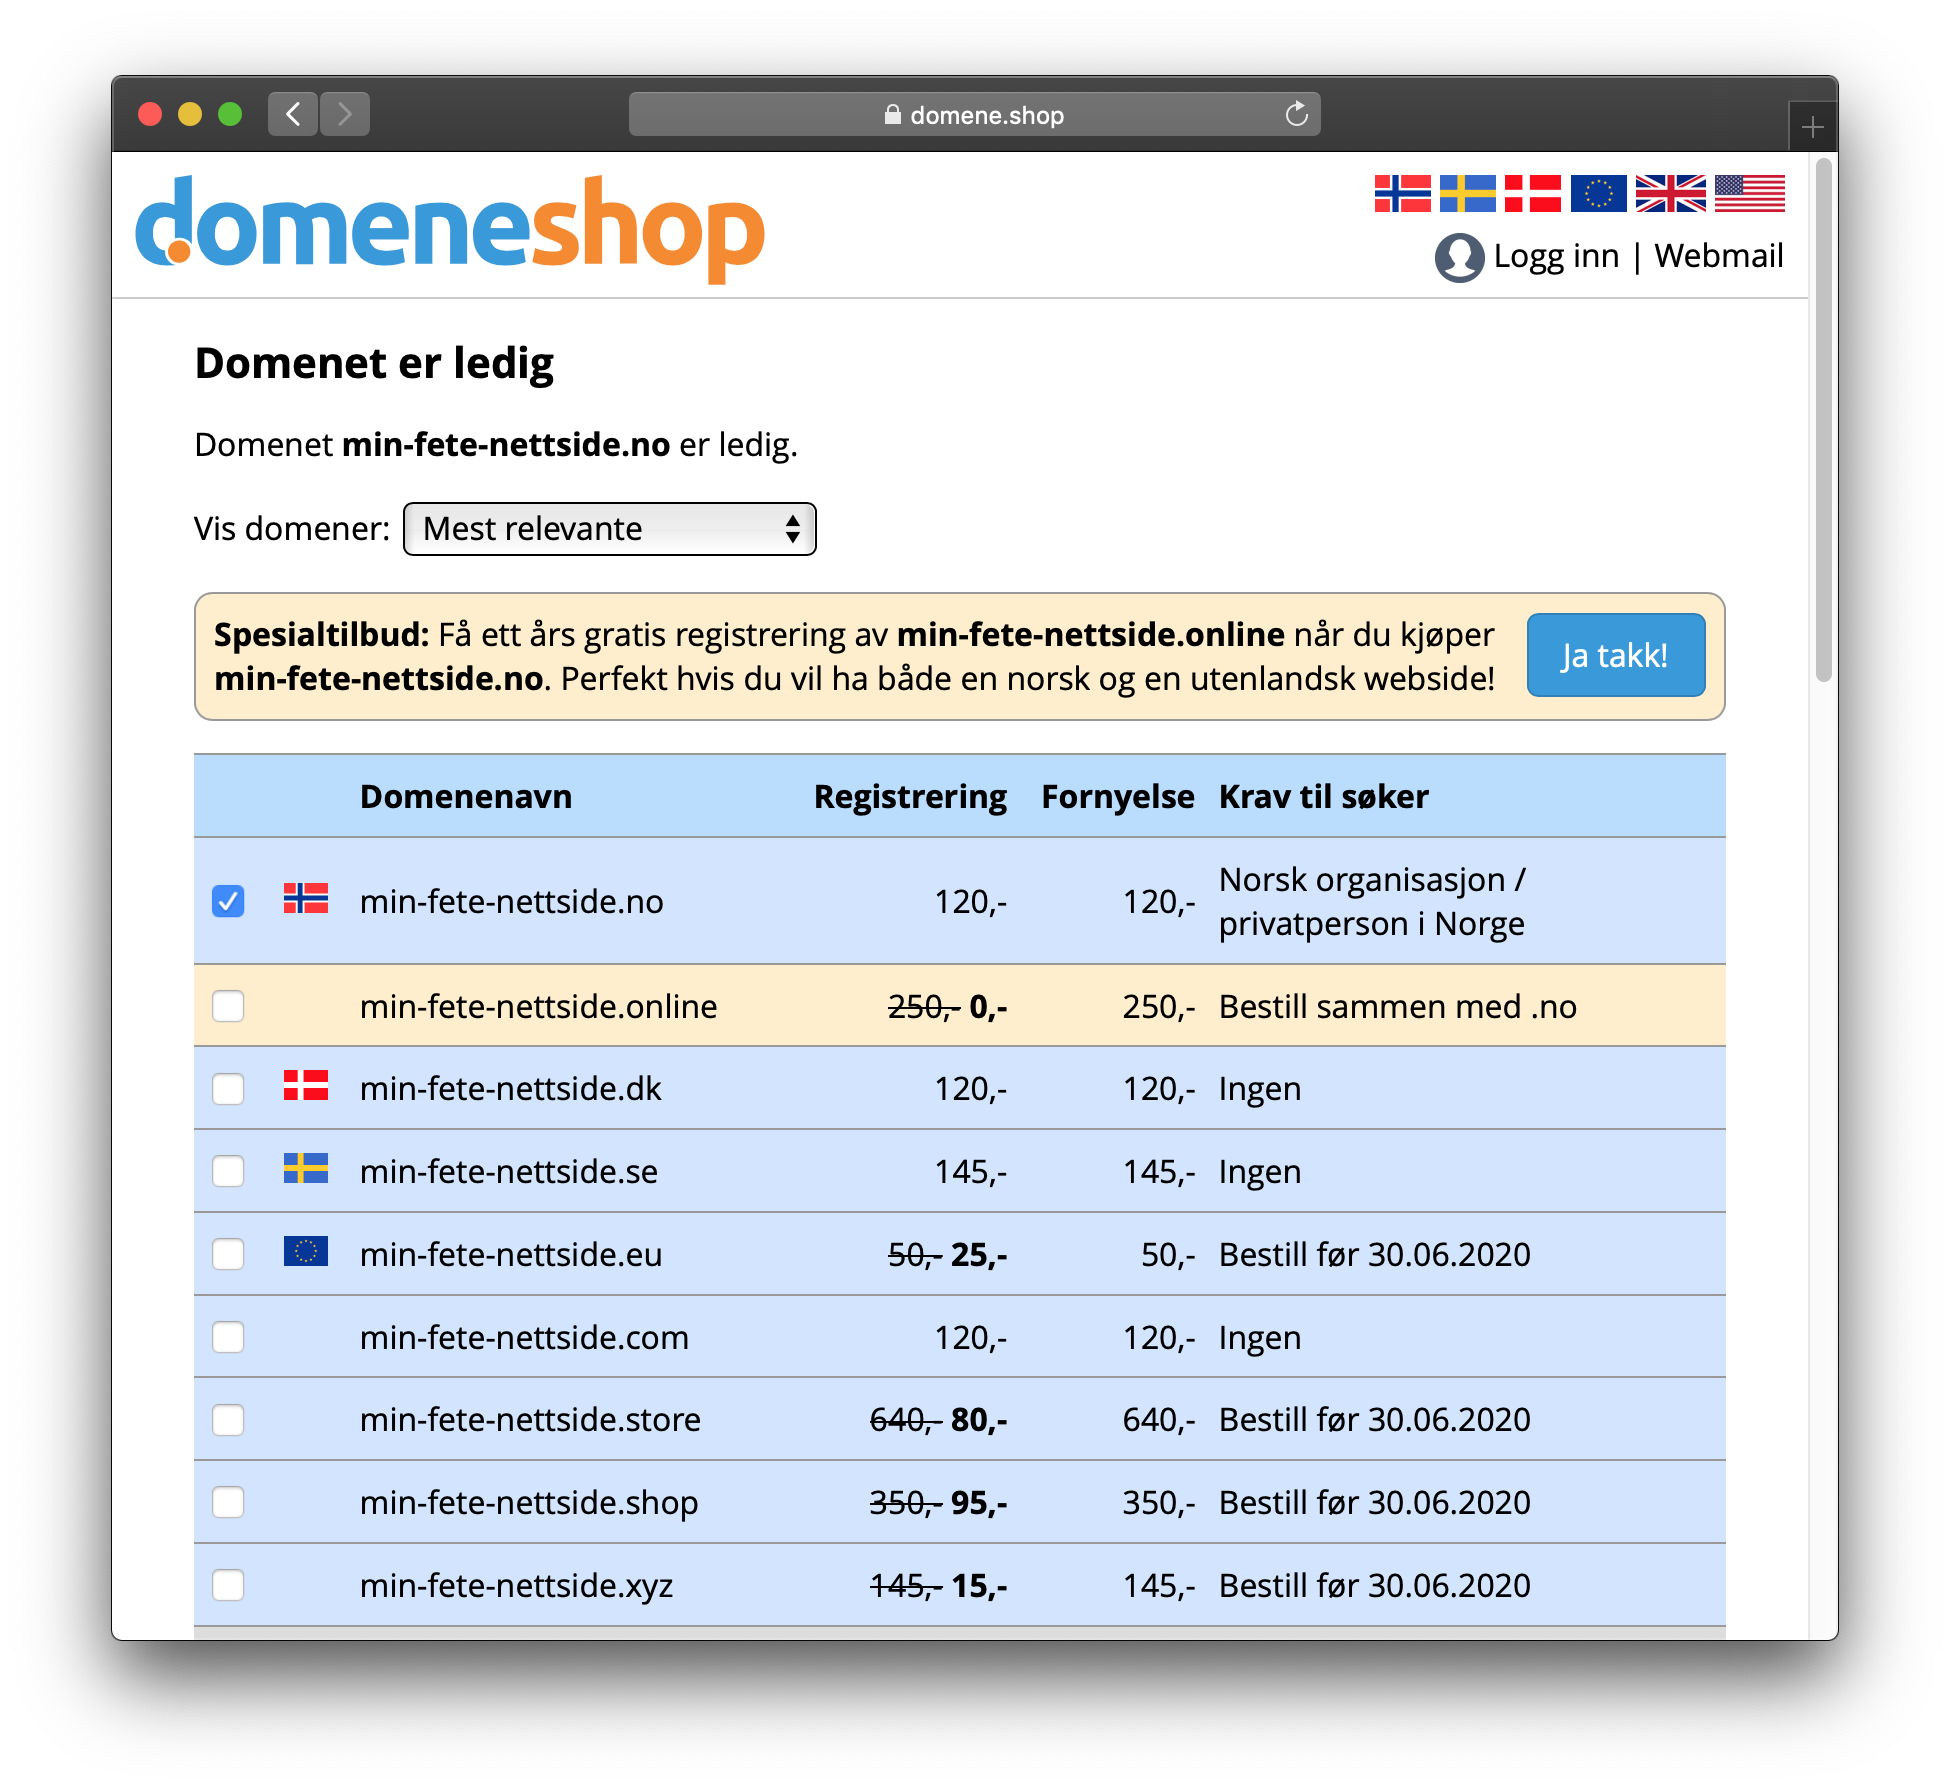 domene.shop
domeneshop
Logg inn | Webmail
Domenet er ledig
Domenet min-fete-nettside.no er ledig.
Vis domener: Mest relevante
Spesialtilbud: Få ett års gratis registrering av min-fete-nettside.online når du kjøper
min-fete-nettside.no. Perfekt hvis du vil ha både en norsk og en utenlandsk webside!
Ja takk!
Domenenavn Registrering Fornyelse Krav til søker
min-fete-nettside.no 120,- 120,- Norsk organisasjon /
privatperson i Norge
min-fete-nettside.online 250,- 0,- 250,- Bestill sammen med .no
min-fete-nettside.dk 120,- 120,- Ingen
min-fete-nettside.se 145,- 145,- Ingen
min-fete-nettside.eu 50,- 25,- 50,- Bestill før 30.06.2020
min-fete-nettside.com 120,- 120,- Ingen
min-fete-nettside.store 640,- 80,- 640,- Bestill før 30.06.2020
min-fete-nettside.shop 350,- 95,- 350,- Bestill før 30.06.2020
min-fete-nettside.xyz 145,- 15,- 145,- Bestill før 30.06.2020